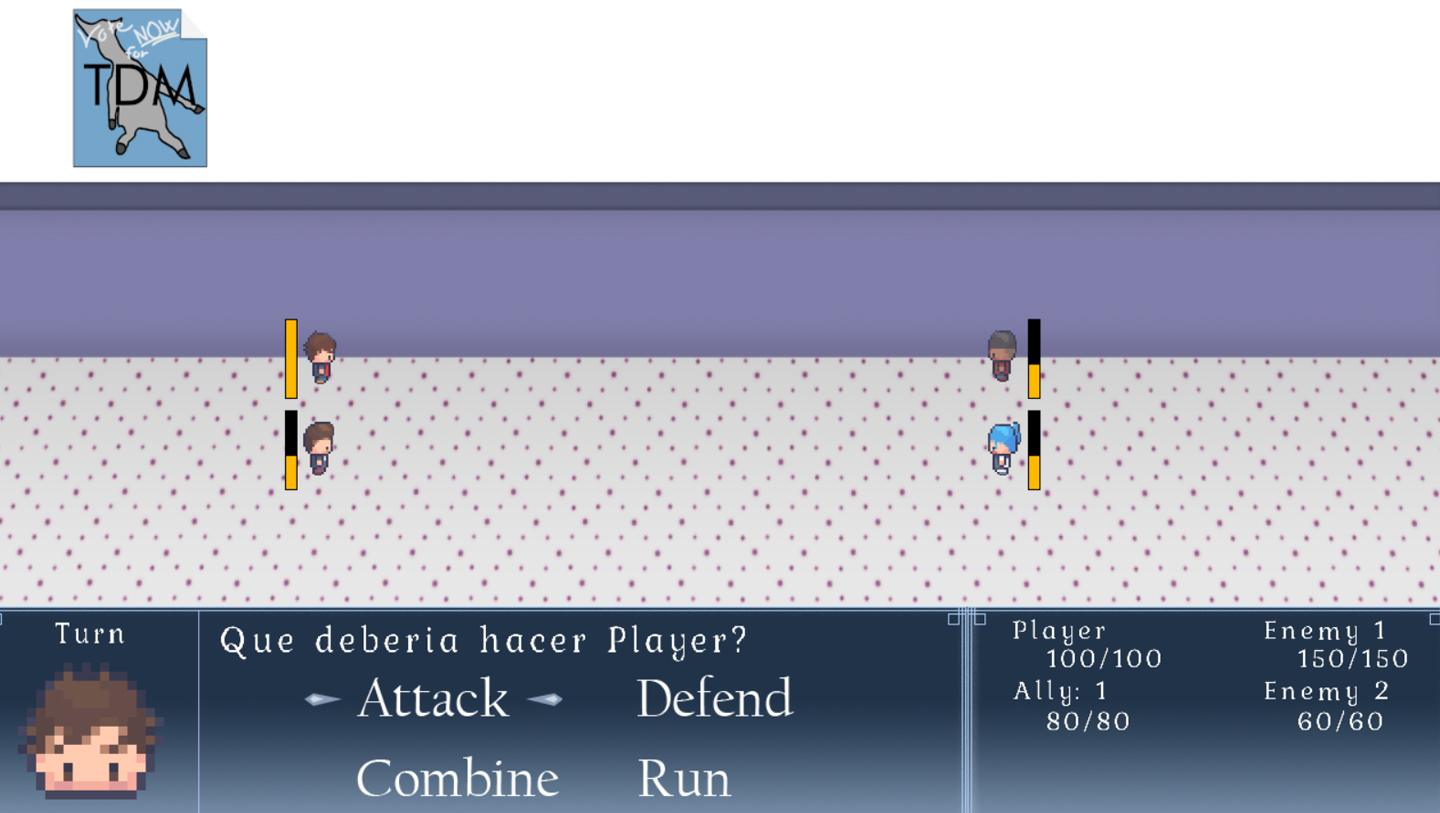 Vote NOW
for
TDM
Turn
Que deberia hacer Player?
Attack Defend
Combine Run
Player
100/100
Ally: 1
80/80
Enemy 1
150/150
Enemy 2
60/60